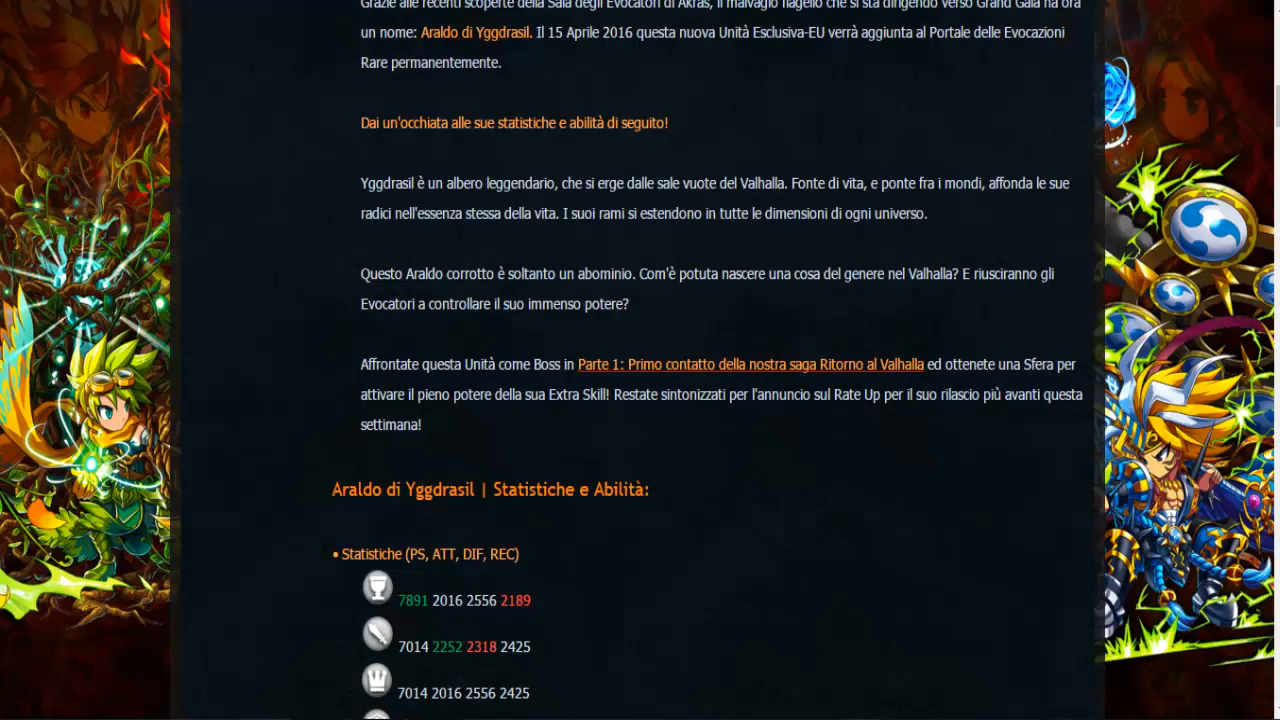 Grazie alle recenti scoperte della Sala degli Evocatori di Akras, il malvagio flagello che si sta dirigendo verso Grand Gaia ha ora
un nome: Araldo di Yggdrasil. Il 15 Aprile 2016 questa nuova Unità Esclusiva-EU verrà aggiunta al Portale delle Evocazioni
Rare permanentemente.
Dai un'occhiata alle sue statistiche e abilità di seguito!
Yggdrasil è un albero leggendario, che si erge dalle sale vuote del Valhalla. Fonte di vita, e ponte fra i mondi, affonda le sue
radici nell'essenza stessa della vita. I suoi rami si estendono in tutte le dimensioni di ogni universo.
Questo Araldo corrotto è soltanto un abominio. Com'è potuta nascere una cosa del genere nel Valhalla? E riusciranno gli
Evocatori a controllare il suo immenso potere?
Affrontate questa Unità come Boss in Parte 1: Primo contatto della nostra saga Ritorno al Valhalla ed ottenete una Sfera per
attivare il pieno potere della sua Extra Skill! Restate sintonizzati per l'annuncio sul Rate Up per il suo rilascio più avanti questa
settimana!
Araldo di Yggdrasil | Statistiche e Abilità:
• Statistiche (PS, ATT, DIF, REC)
7891 2016 2556 2189
7014 2252 2318 2425
7014 2016 2556 2425